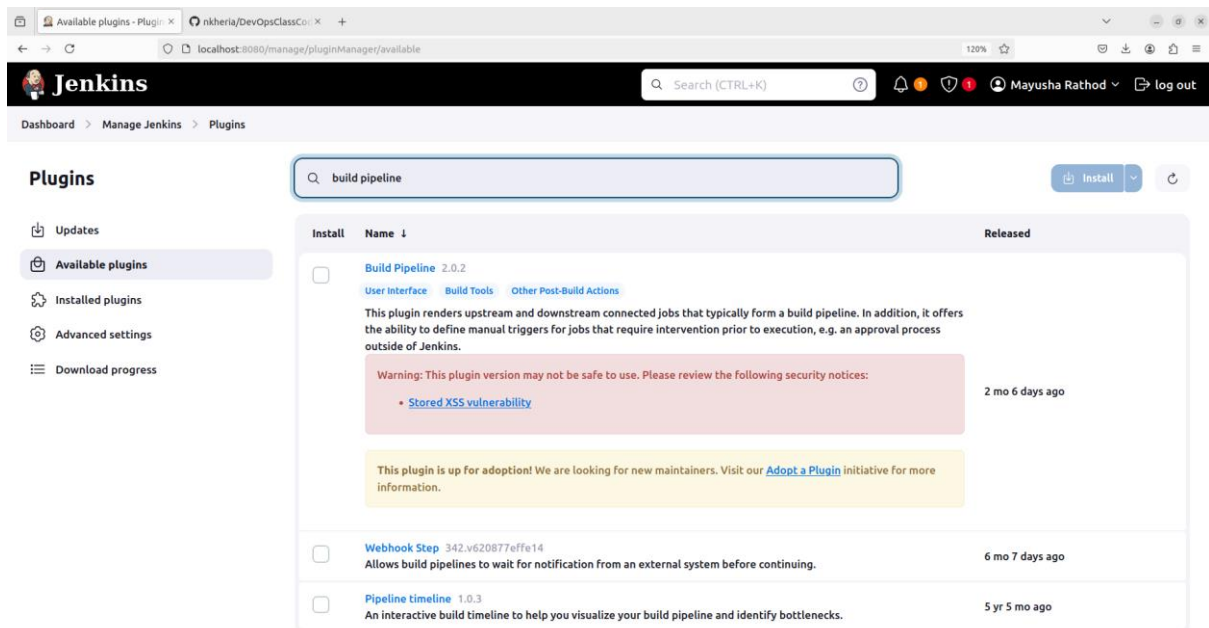 Available plugins - Plugin
nkheria/DevOpsClassCod
localhost:8080/manage/pluginManager/available
120%
Jenkins
Search (CTRL+K)
1
1
Mayusha Rathod
log out
Dashboard > Manage Jenkins > Plugins
Plugins
build pipeline
Install
Updates
Available plugins
Installed plugins
Advanced settings
Download progress
Install Name ↓ Released
Build Pipeline 2.0.2
User Interface Build Tools Other Post-Build Actions
This plugin renders upstream and downstream connected jobs that typically form a build pipeline. In addition, it offers
the ability to define manual triggers for jobs that require intervention prior to execution, e.g. an approval process
outside of Jenkins.
Warning: This plugin version may not be safe to use. Please review the following security notices:
• Stored XSS vulnerability
2 mo 6 days ago
This plugin is up for adoption! We are looking for new maintainers. Visit our Adopt a Plugin initiative for more
information.
Webhook Step 342.v620877effe14
Allows build pipelines to wait for notification from an external system before continuing.
6 mo 7 days ago
Pipeline timeline 1.0.3
An interactive build timeline to help you visualize your build pipeline and identify bottlenecks.
5 yr 5 mo ago